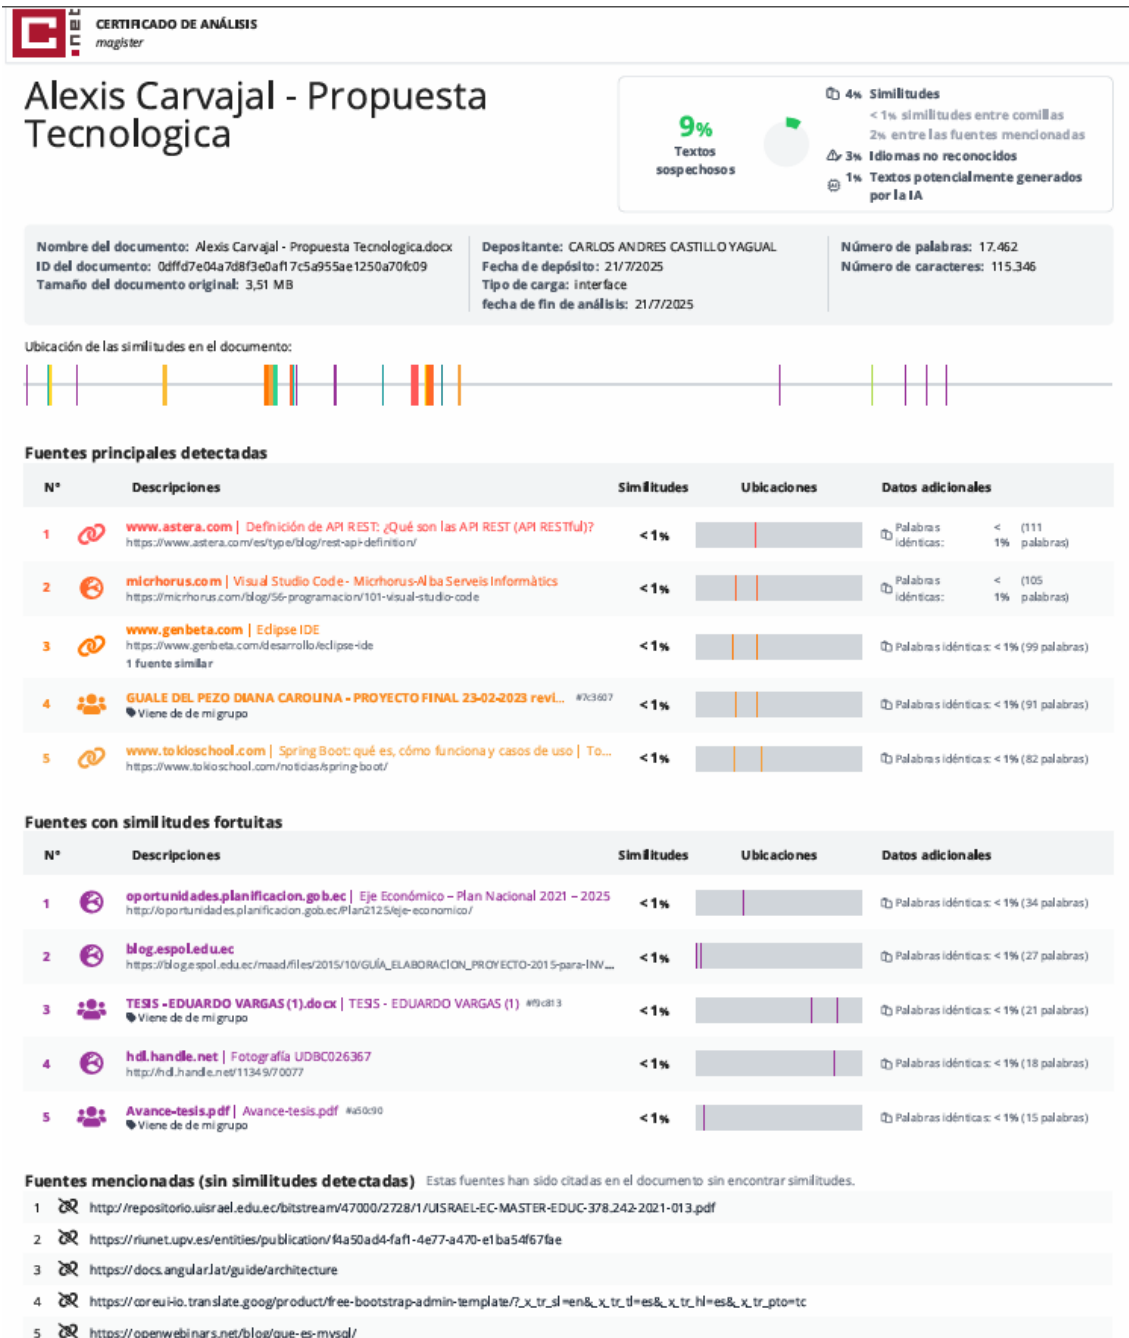 .net
CERTIFICADO DE ANÁLISIS
magister
Alexis Carvajal - Propuesta
Tecnologica
9%
Textos
sospechosos
4% Similitudes
< 1% similitudes entre comillas
2% entre las fuentes mencionadas
3% Idiomas no reconocidos
1% Textos potencialmente generados
por la IA
Nombre del documento: Alexis Carvajal - Propuesta Tecnologica.docx
ID del documento: 0dffd7e04a7d8f3e0af17c5a955ae1250a70fc09
Tamaño del documento original: 3,51 MB
Depositante: CARLOS ANDRES CASTILLO YAGUAL
Fecha de depósito: 21/7/2025
Tipo de carga: interface
fecha de fin de análisis: 21/7/2025
Número de palabras: 17.462
Número de caracteres: 115.346
Ubicación de las similitudes en el documento:
Fuentes principales detectadas
N° Descripciones Similitudes Ubicaciones Datos adicionales
1 www.astera.com | Definición de API REST: ¿Qué son las API REST (API RESTful)?
https://www.astera.com/es/type/blog/rest-api-definition/
< 1% Palabras idénticas: < 1% (111 palabras)
2 micrhorus.com | Visual Studio Code - Micrhorus-Alba Serveis Informàtics
https://micrhorus.com/blog/56-programacion/101-visual-studio-code
< 1% Palabras idénticas: < 1% (105 palabras)
3 www.genbeta.com | Eclipse IDE
https://www.genbeta.com/desarrollo/eclipse-ide
1 fuente similar
< 1% Palabras idénticas: < 1% (99 palabras)
4 GUALE DEL PEZO DIANA CAROLINA - PROYECTO FINAL 23-02-2023 revi... #7c3607
Viene de de mi grupo
< 1% Palabras idénticas: < 1% (91 palabras)
5 www.tokioschool.com | Spring Boot: qué es, cómo funciona y casos de uso | To...
https://www.tokioschool.com/noticias/spring-boot/
< 1% Palabras idénticas: < 1% (82 palabras)
Fuentes con similitudes fortuitas
N° Descripciones Similitudes Ubicaciones Datos adicionales
1 oportunidades.planificacion.gob.ec | Eje Económico – Plan Nacional 2021 – 2025
http://oportunidades.planificacion.gob.ec/Plan2125/eje-economico/
< 1% Palabras idénticas: < 1% (34 palabras)
2 blog.espol.edu.ec
https://blog.espol.edu.ec/maad/files/2015/10/GUÍA_ELABORACION_PROYECTO-2015-para-INV...
< 1% Palabras idénticas: < 1% (27 palabras)
3 TESIS - EDUARDO VARGAS (1).docx | TESIS - EDUARDO VARGAS (1) #f9c813
Viene de de mi grupo
< 1% Palabras idénticas: < 1% (21 palabras)
4 hdl.handle.net | Fotografía UDBC026367
http://hdl.handle.net/11349/70077
< 1% Palabras idénticas: < 1% (18 palabras)
5 Avance-tesis.pdf | Avance-tesis.pdf #a50c90
Viene de de mi grupo
< 1% Palabras idénticas: < 1% (15 palabras)
Fuentes mencionadas (sin similitudes detectadas) Estas fuentes han sido citadas en el documento sin encontrar similitudes.
1 http://repositorio.uisrael.edu.ec/bitstream/47000/2728/1/UISRAEL-EC-MASTER-EDUC-378.242-2021-013.pdf
2 https://riunet.upv.es/entities/publication/f4a50ad4-faf1-4e77-a470-e1ba54f67fae
3 https://docs.angular.lat/guide/architecture
4 https://coreui-io.translate.goog/product/free-bootstrap-admin-template/?_x_tr_sl=en&_x_tr_tl=es&_x_tr_hl=es&_x_tr_pto=tc
5 https://openwebinars.net/blog/que-es-mysql/